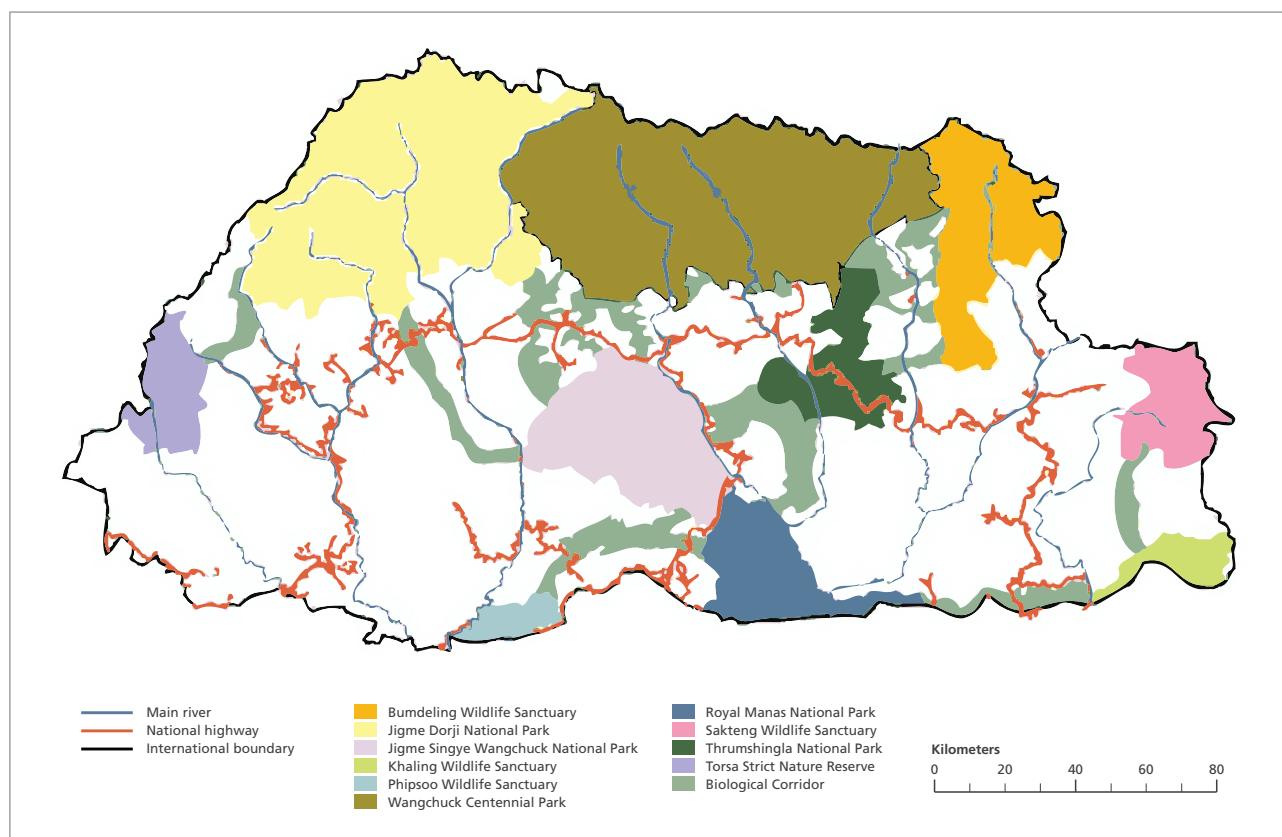 Main river
National highway
International boundary
Bumdeling Wildlife Sanctuary
Jigme Dorji National Park
Jigme Singye Wangchuck National Park
Khaling Wildlife Sanctuary
Phipsoo Wildlife Sanctuary
Wangchuck Centennial Park
Royal Manas National Park
Sakteng Wildlife Sanctuary
Thrumshingla National Park
Torsa Strict Nature Reserve
Biological Corridor
Kilometers
0 20 40 60 80